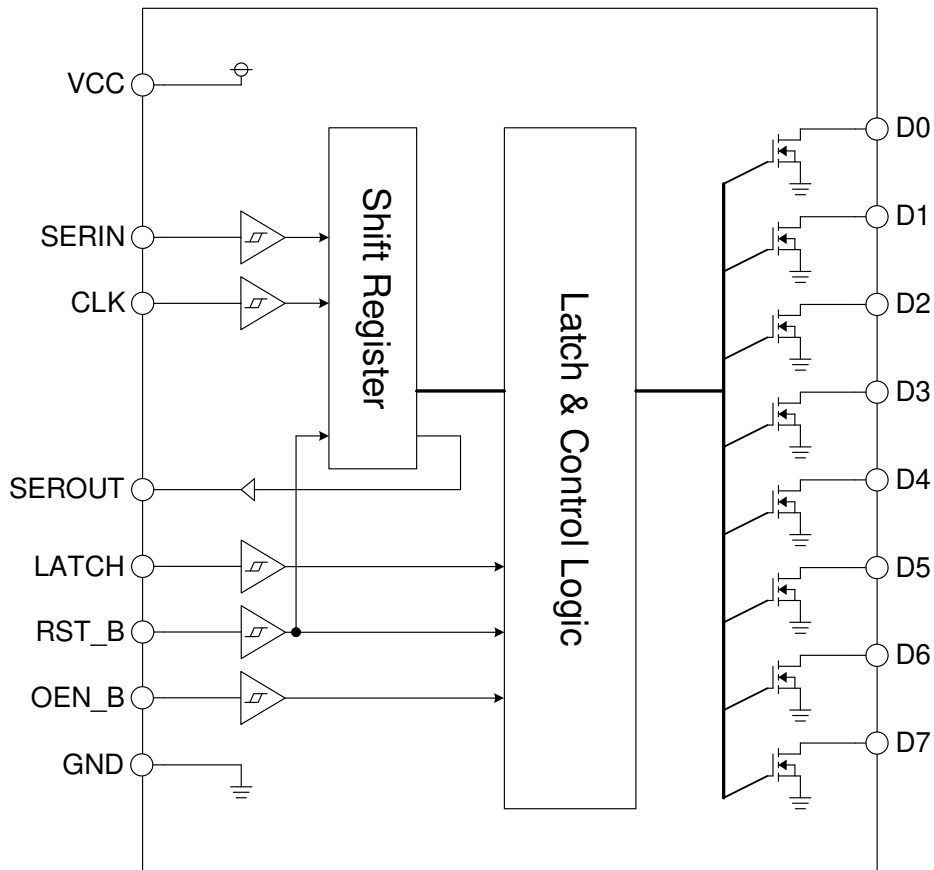 VCC
SERIN
CLK
SEROUT
LATCH
RST_B
OEN_B
GND
Shift Register
Latch & Control Logic
D0
D1
D2
D3
D4
D5
D6
D7